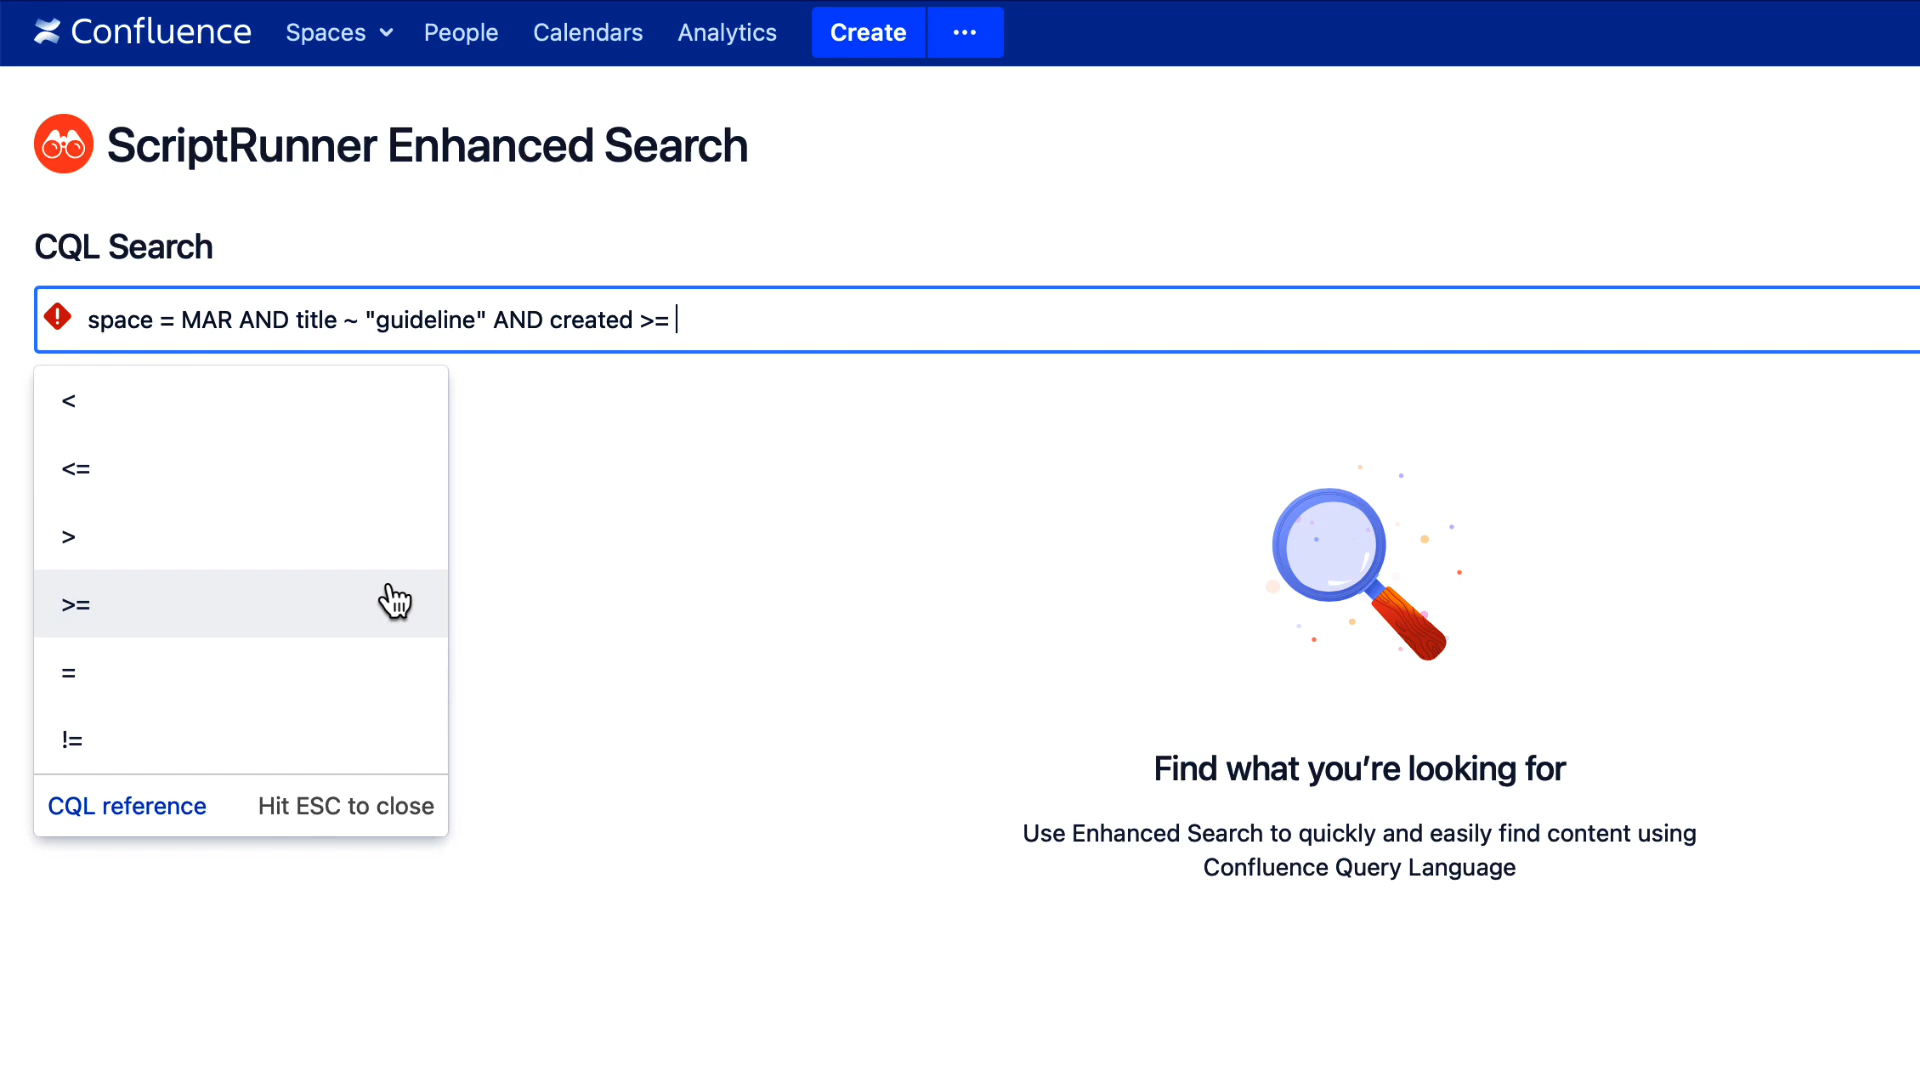 Confluence Spaces People Calendars Analytics Create ...
ScriptRunner Enhanced Search
CQL Search
space = MAR AND title ~ "guideline" AND created >=
<
<=
>
>=
=
!=
CQL reference Hit ESC to close
Find what you’re looking for
Use Enhanced Search to quickly and easily find content using
Confluence Query Language